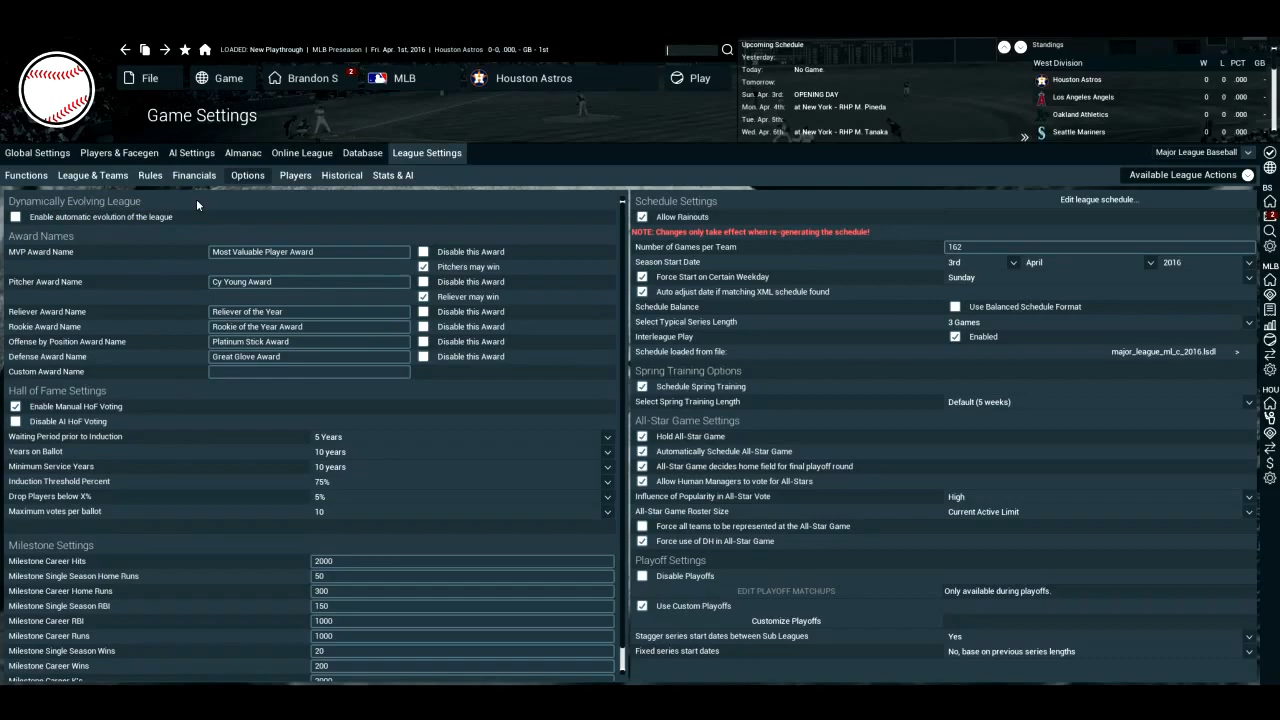 LOADED: New Playthrough | MLB Preseason | Fri. Apr. 1st, 2016 | Houston Astros 0-0, .000, - GB - 1st
File
Game
Brandon S
2
MLB
Houston Astros
Play
Game Settings
Upcoming Schedule
Yesterday:
Today: No Game.
Tomorrow:
Sun. Apr. 3rd: OPENING DAY
Mon. Apr. 4th: at New York - RHP M. Pineda
Tue. Apr. 5th:
Wed. Apr. 6th: at New York - RHP M. Tanaka
Standings
West Division W L PCT GB
Houston Astros 0 0 .000 -
Los Angeles Angels 0 0 .000 -
Oakland Athletics 0 0 .000 -
Seattle Mariners 0 0 .000 -
Global Settings Players & Facegen AI Settings Almanac Online League Database League Settings
Major League Baseball
Functions League & Teams Rules Financials Options Players Historical Stats & AI
Available League Actions
Dynamically Evolving League
Enable automatic evolution of the league
Award Names
MVP Award Name Most Valuable Player Award Disable this Award
Pitchers may win
Pitcher Award Name Cy Young Award Disable this Award
Reliever may win
Reliever Award Name Reliever of the Year Disable this Award
Rookie Award Name Rookie of the Year Award Disable this Award
Offense by Position Award Name Platinum Stick Award Disable this Award
Defense Award Name Great Glove Award Disable this Award
Custom Award Name
Hall of Fame Settings
Enable Manual HoF Voting
Disable AI HoF Voting
Waiting Period prior to Induction 5 Years
Years on Ballot 10 years
Minimum Service Years 10 years
Induction Threshold Percent 75%
Drop Players below X% 5%
Maximum votes per ballot 10
Milestone Settings
Milestone Career Hits 2000
Milestone Single Season Home Runs 50
Milestone Career Home Runs 300
Milestone Single Season RBI 150
Milestone Career RBI 1000
Milestone Career Runs 1000
Milestone Single Season Wins 20
Milestone Career Wins 200
Milestone Career K's 2000
Schedule Settings
Edit league schedule...
Allow Rainouts
NOTE: Changes only take effect when re-generating the schedule!
Number of Games per Team 162
Season Start Date 3rd April 2016
Force Start on Certain Weekday Sunday
Auto adjust date if matching XML schedule found
Schedule Balance Use Balanced Schedule Format
Select Typical Series Length 3 Games
Interleague Play Enabled
Schedule loaded from file: major_league_ml_c_2016.lsdl >
Spring Training Options
Schedule Spring Training
Select Spring Training Length Default (5 weeks)
All-Star Game Settings
Hold All-Star Game
Automatically Schedule All-Star Game
All-Star Game decides home field for final playoff round
Allow Human Managers to vote for All-Stars
Influence of Popularity in All-Star Vote High
All-Star Game Roster Size Current Active Limit
Force all teams to be represented at the All-Star Game
Force use of DH in All-Star Game
Playoff Settings
Disable Playoffs
EDIT PLAYOFF MATCHUPS Only available during playoffs.
Use Custom Playoffs
Customize Playoffs
Stagger series start dates between Sub Leagues Yes
Fixed series start dates No, base on previous series lengths
BS
2
MLB
HOU
$